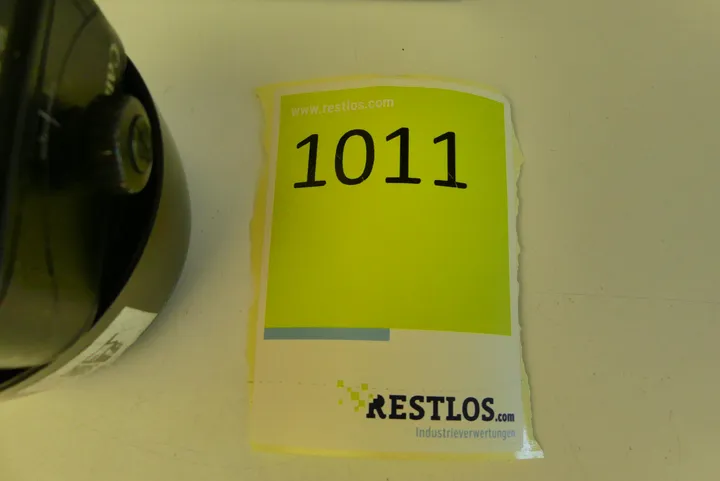 www.restlos.com
1011
RESTLOS.com
Industrieverwertungen